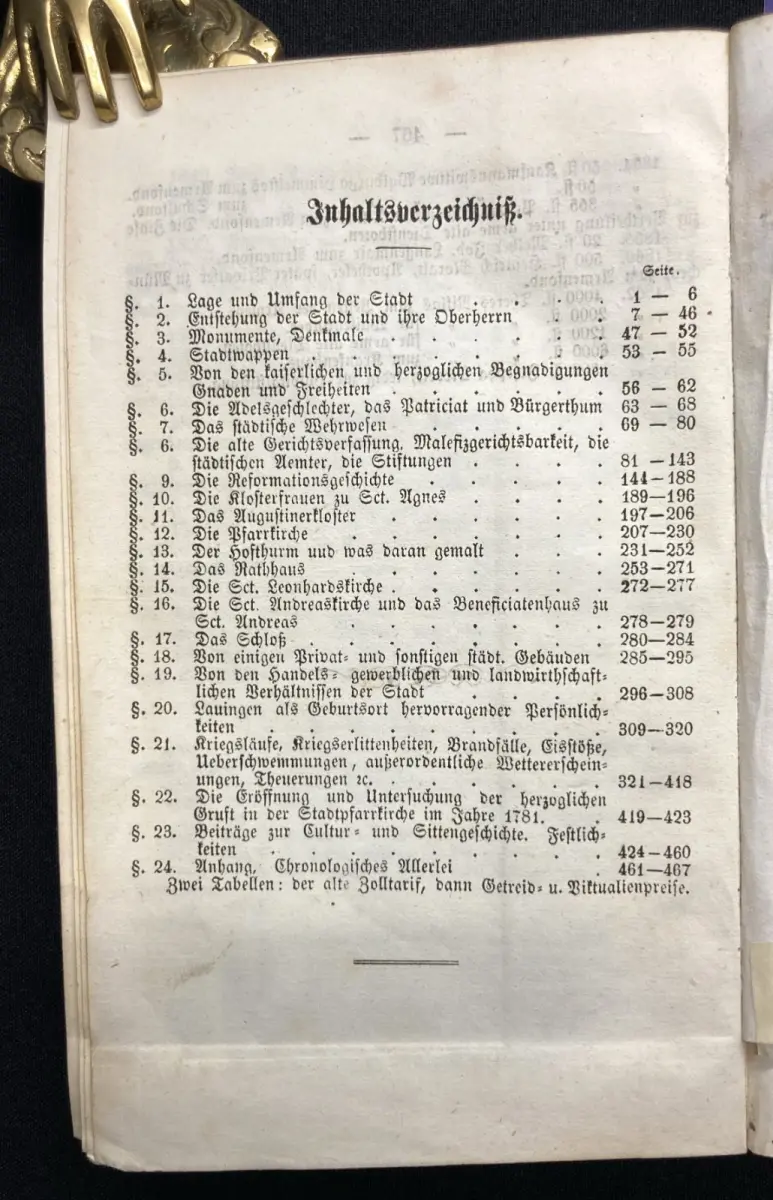 Inhaltsverzeichniß.
Seite.
§. 1. Lage und Umfang der Stadt . . . . 1 — 6
§. 2. Entstehung der Stadt und ihre Oberherrn . . 7 — 46
§. 3. Monumente, Denkmale . . . . . 47 — 52
§. 4. Stadtwappen . . . . . . . 53 — 55
§. 5. Von den kaiserlichen und herzoglichen Begnadigungen
Gnaden und Freiheiten . . . . . 56 — 62
§. 6. Die Adelsgeschlechter, das Patriciat und Bürgerthum 63 — 68
§. 7. Das städtische Wehrwesen . . . . . 69 — 80
§. 6. Die alte Gerichtsverfassung, Malefizgerichtsbarkeit, die
städtischen Aemter, die Stiftungen . . . . 81 —143
§. 9. Die Reformationsgeschichte . . . . . 144—188
§. 10. Die Klosterfrauen zu Sct. Agnes . . . . 189—196
§. 11. Das Augustinerkloster . . . . . . 197—206
§. 12. Die Pfarrkirche . . . . . . . 207—230
§. 13. Der Hofthurm uud was daran gemalt . . . 231—252
§. 14. Das Rathhaus . . . . . . 253—271
§. 15. Die Sct. Leonhardskirche . . . . . . 272—277
§. 16. Die Sct. Andreaskirche und das Beneficiatenhaus zu
Sct. Andreas . . . . . . 278—279
§. 17. Das Schloß . . . . . . . 280—284
§. 18. Von einigen Privat- und sonstigen städt. Gebäuden 285—295
§. 19. Von den Handels- gewerblichen und landwirthschaft-
lichen Verhältnissen der Stadt . . . . 296—308
§. 20. Lauingen als Geburtsort hervorragender Persönlich-
keiten . . . . . . . . . 309—320
§. 21. Kriegsläufe, Kriegserlittenheiten, Brandfälle, Eisstöße,
Ueberschwemmungen, außerordentliche Wettererschein-
ungen, Theuerungen ꝛc. . . . . . . 321—418
§. 22. Die Eröffnung und Untersuchung der herzoglichen
Gruft in der Stadtpfarrkirche im Jahre 1781. . 419—423
§. 23. Beiträge zur Cultur- und Sittengeschichte. Festlich-
keiten . . . . . . . . . 424—460
§. 24. Anhang. Chronologisches Allerlei . 461—467
Zwei Tabellen: der alte Zolltarif, dann Getreid- u. Viktualienpreise.